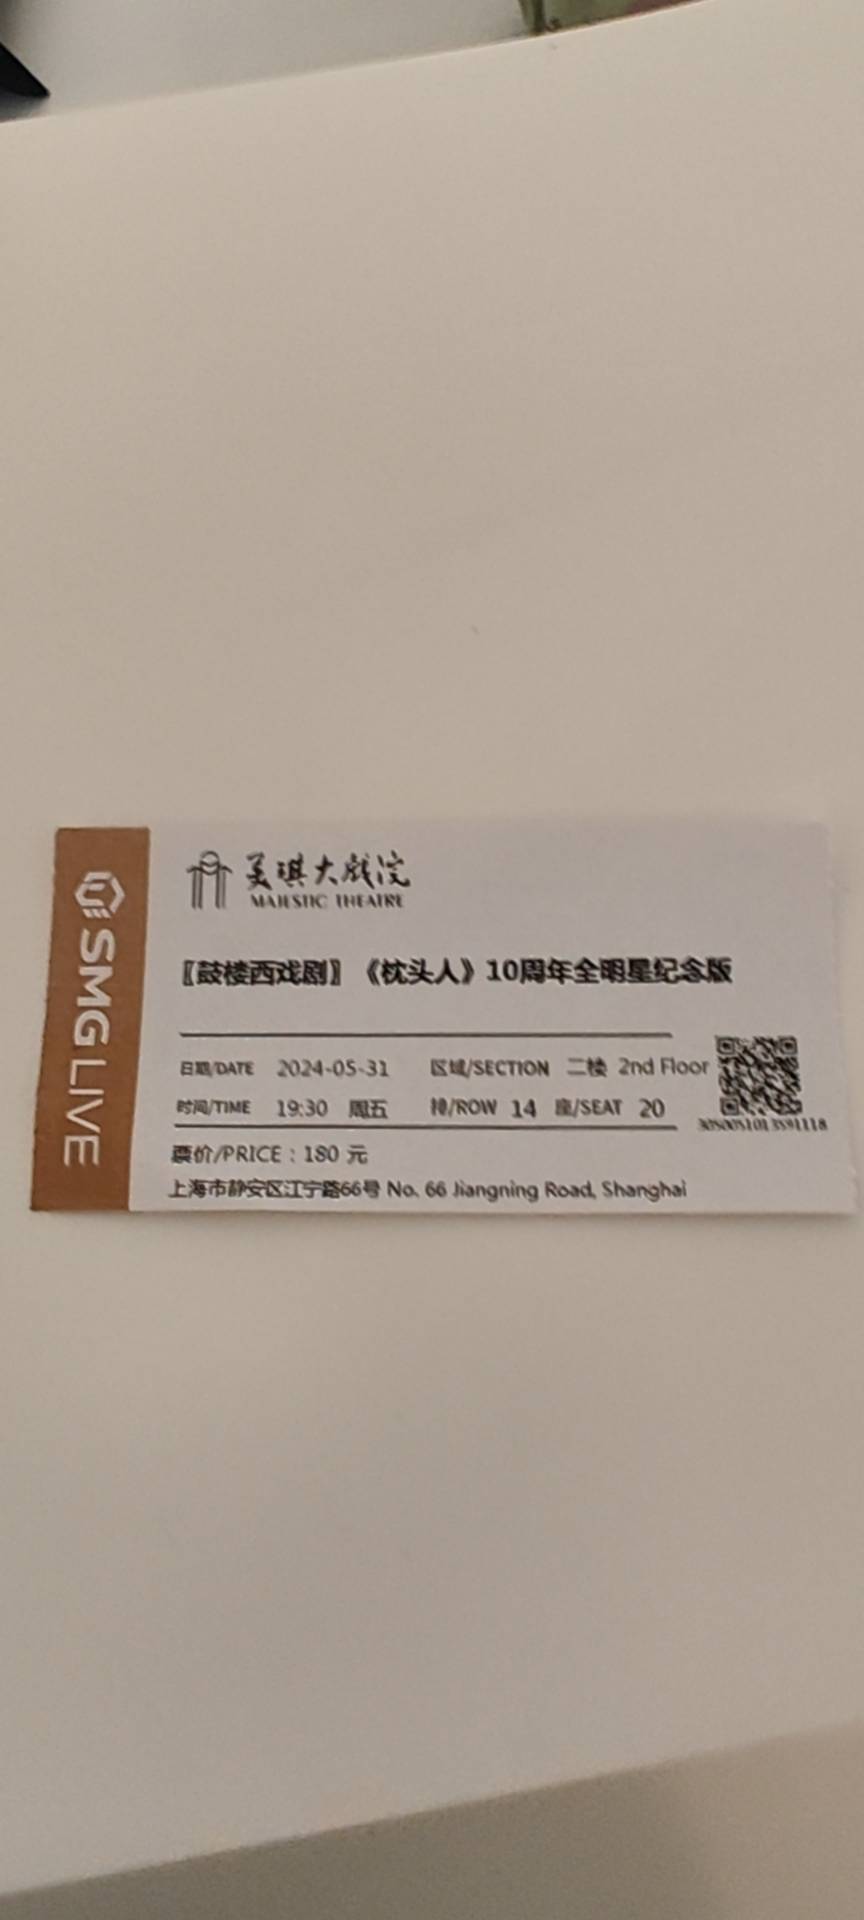 SMG LIVE
美琪大戏院
MAJESTIC THEATRE
〖鼓楼西戏剧〗《枕头人》10周年全明星纪念版
日期/DATE 2024-05-31 区域/SECTION 二楼 2nd Floor
时间/TIME 19:30 周五 排/ROW 14 座/SEAT 20
票价/PRICE：180 元
上海市静安区江宁路66号 No. 66 Jiangning Road, Shanghai